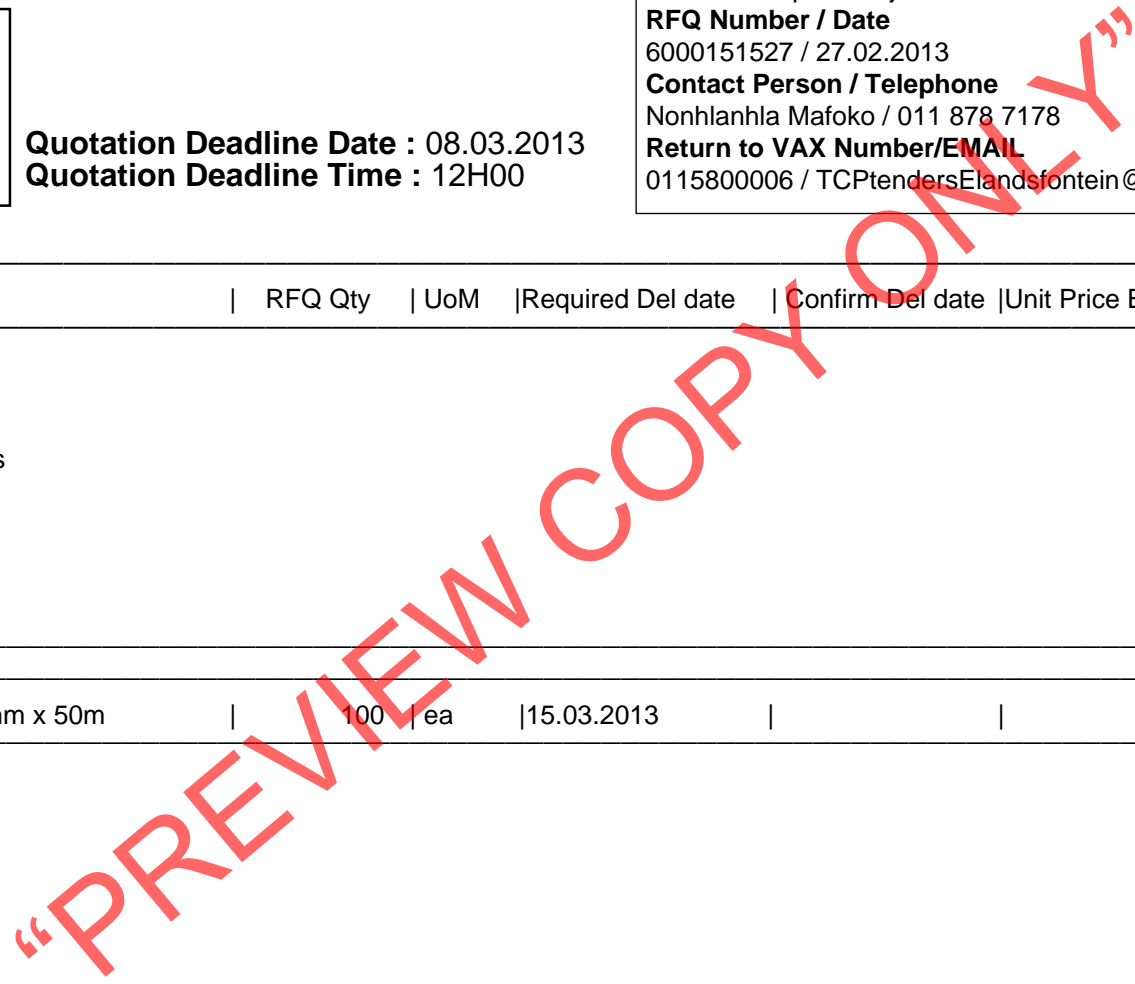 RFQ Number / Date
6000151527 / 27.02.2013
Contact Person / Telephone
Nonhlanhla Mafoko / 011 878 7178
Return to VAX Number/EMAIL
0115800006 / TCPtendersElandsfontein@
Quotation Deadline Date : 08.03.2013
Quotation Deadline Time : 12H00
| RFQ Qty | UoM |Required Del date | Confirm Del date |Unit Price
s
m x 50m | 100 | ea |15.03.2013 | |
“PREVIEW COPY ONLY”